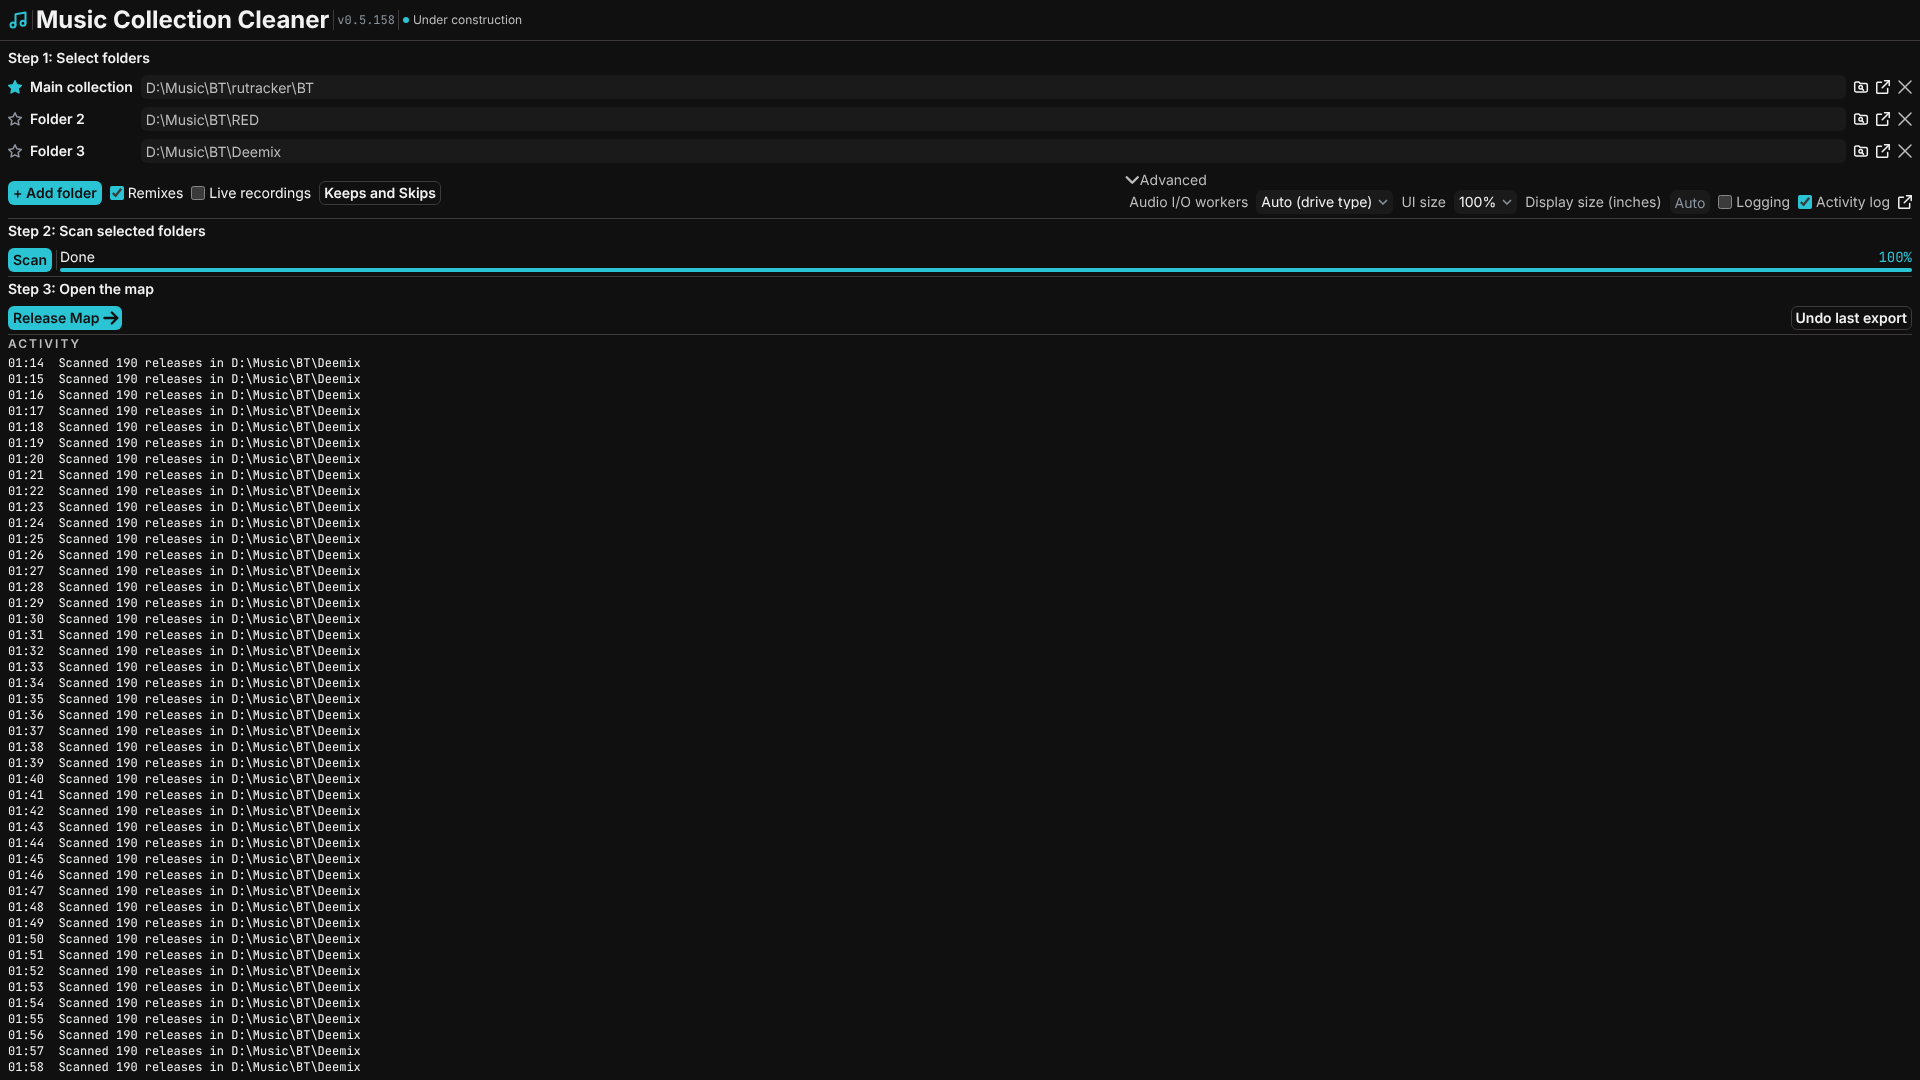 Music Collection Cleaner v0.5.158 Under construction
Step 1: Select folders
Main collection D:\Music\BT\rutracker\BT
Folder 2 D:\Music\BT\RED
Folder 3 D:\Music\BT\Deemix
Advanced
+ Add folder Remixes Live recordings Keeps and Skips Audio I/O workers Auto (drive type) UI size 100% Display size (inches) Auto Logging Activity log
Step 2: Scan selected folders
Scan Done 100%
Step 3: Open the map
Release Map Undo last export
ACTIVITY
01:14 Scanned 190 releases in D:\Music\BT\Deemix
01:15 Scanned 190 releases in D:\Music\BT\Deemix
01:16 Scanned 190 releases in D:\Music\BT\Deemix
01:17 Scanned 190 releases in D:\Music\BT\Deemix
01:18 Scanned 190 releases in D:\Music\BT\Deemix
01:19 Scanned 190 releases in D:\Music\BT\Deemix
01:20 Scanned 190 releases in D:\Music\BT\Deemix
01:21 Scanned 190 releases in D:\Music\BT\Deemix
01:22 Scanned 190 releases in D:\Music\BT\Deemix
01:23 Scanned 190 releases in D:\Music\BT\Deemix
01:24 Scanned 190 releases in D:\Music\BT\Deemix
01:25 Scanned 190 releases in D:\Music\BT\Deemix
01:26 Scanned 190 releases in D:\Music\BT\Deemix
01:27 Scanned 190 releases in D:\Music\BT\Deemix
01:28 Scanned 190 releases in D:\Music\BT\Deemix
01:29 Scanned 190 releases in D:\Music\BT\Deemix
01:30 Scanned 190 releases in D:\Music\BT\Deemix
01:31 Scanned 190 releases in D:\Music\BT\Deemix
01:32 Scanned 190 releases in D:\Music\BT\Deemix
01:33 Scanned 190 releases in D:\Music\BT\Deemix
01:34 Scanned 190 releases in D:\Music\BT\Deemix
01:35 Scanned 190 releases in D:\Music\BT\Deemix
01:36 Scanned 190 releases in D:\Music\BT\Deemix
01:37 Scanned 190 releases in D:\Music\BT\Deemix
01:38 Scanned 190 releases in D:\Music\BT\Deemix
01:39 Scanned 190 releases in D:\Music\BT\Deemix
01:40 Scanned 190 releases in D:\Music\BT\Deemix
01:41 Scanned 190 releases in D:\Music\BT\Deemix
01:42 Scanned 190 releases in D:\Music\BT\Deemix
01:43 Scanned 190 releases in D:\Music\BT\Deemix
01:44 Scanned 190 releases in D:\Music\BT\Deemix
01:45 Scanned 190 releases in D:\Music\BT\Deemix
01:46 Scanned 190 releases in D:\Music\BT\Deemix
01:47 Scanned 190 releases in D:\Music\BT\Deemix
01:48 Scanned 190 releases in D:\Music\BT\Deemix
01:49 Scanned 190 releases in D:\Music\BT\Deemix
01:50 Scanned 190 releases in D:\Music\BT\Deemix
01:51 Scanned 190 releases in D:\Music\BT\Deemix
01:52 Scanned 190 releases in D:\Music\BT\Deemix
01:53 Scanned 190 releases in D:\Music\BT\Deemix
01:54 Scanned 190 releases in D:\Music\BT\Deemix
01:55 Scanned 190 releases in D:\Music\BT\Deemix
01:56 Scanned 190 releases in D:\Music\BT\Deemix
01:57 Scanned 190 releases in D:\Music\BT\Deemix
01:58 Scanned 190 releases in D:\Music\BT\Deemix